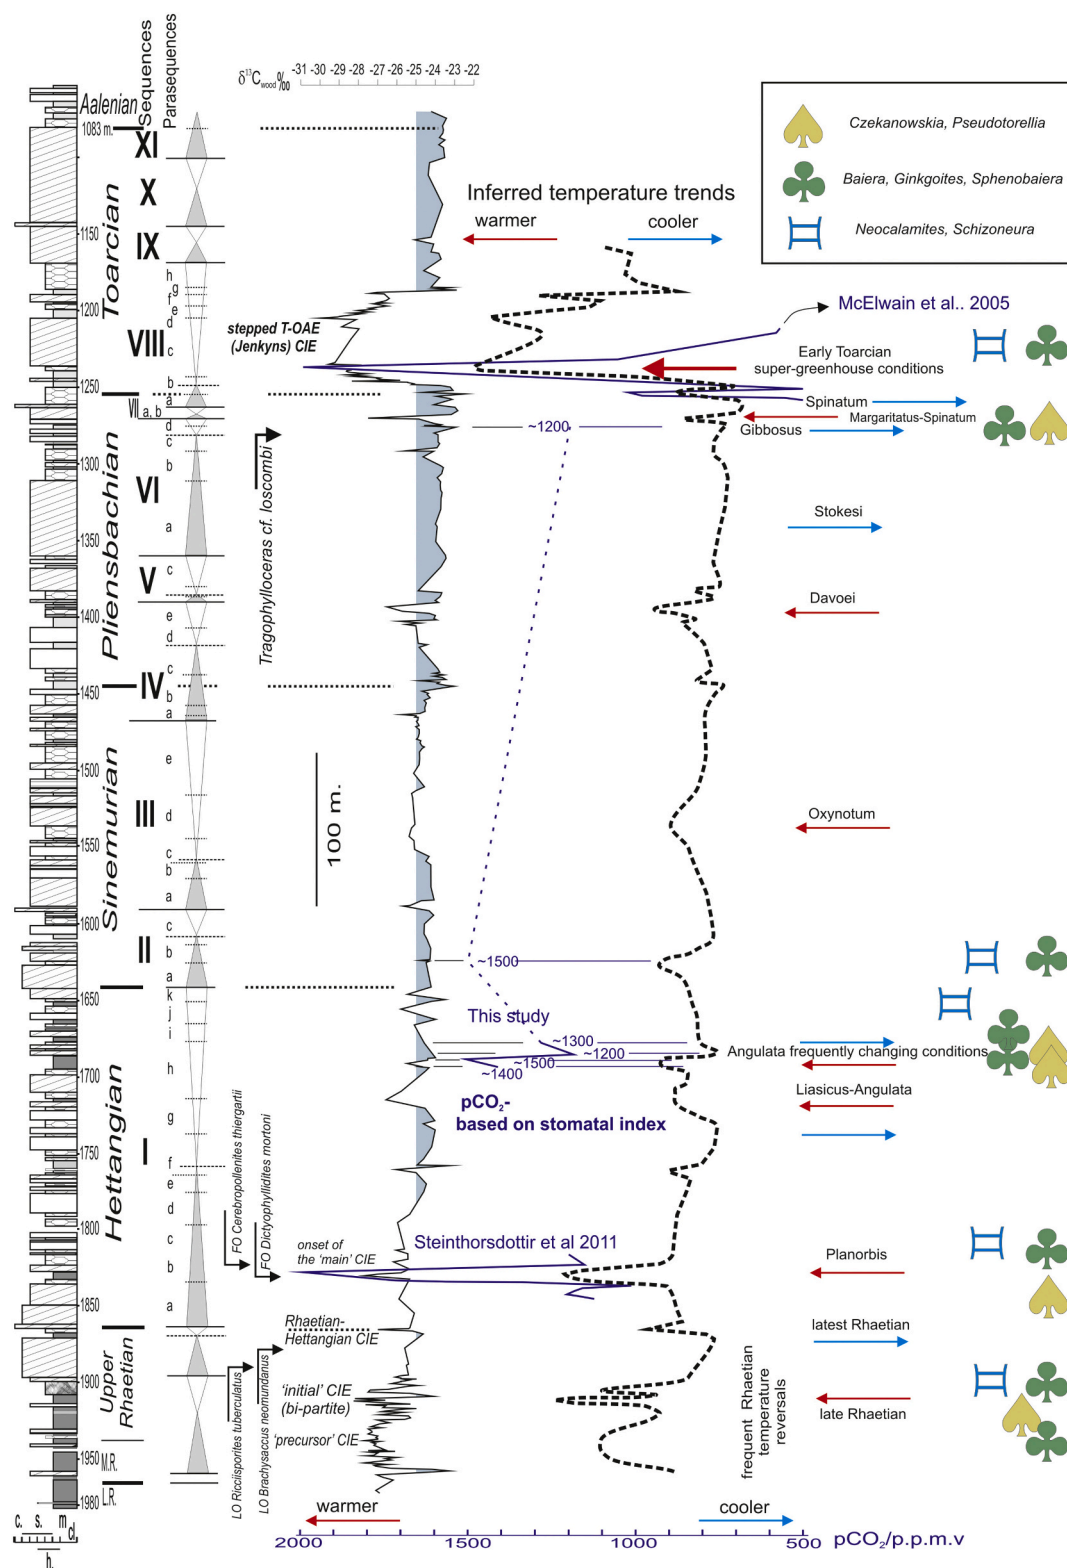 δ¹³Cwood‰
-31 -30 -29 -28 -27 -26 -25 -24 -23 -22
Aalenian
Sequences
Parasequences
1083 m.
XI
X
IX
Toarcian
1150
1200
1250
h
g
f
e
d
VIII
c
b
a
VII a, b
d
c
b
VI
a
Pliensbachian
1300
1350
1400
1450
c
V
e
d
c
IV
b
a
Sinemurian
1500
1550
1600
e
III
d
c
b
a
c
II
b
a
Hettangian
1650
1700
1750
1800
1850
k
j
i
h
g
I
f
e
d
c
b
a
Upper
Rhaetian
1900
1950
M.R.
L.R.
1980
c. s. m cl
h.
Czekanowskia, Pseudotorellia
Baiera, Ginkgoites, Sphenobaiera
Neocalamites, Schizoneura
Inferred temperature trends
warmer
cooler
McElwain et al.. 2005
stepped T-OAE
(Jenkyns) CIE
Early Toarcian
super-greenhouse conditions
Spinatum
Margaritatus-Spinatum
Gibbosus
~1200
Tragophylloceras cf. loscombi
Stokesi
Davoei
100 m.
Oxynotum
~1500
This study
~1300
~1200
~1500
~1400
Angulata frequently changing conditions
Liasicus-Angulata
pCO₂-
based on stomatal index
FO Cerebropollenites thiergartii
FO Dictyophyllidites mortoni
Steinthorsdottir et al 2011
onset of
the 'main' CIE
Planorbis
Rhaetian-
Hettangian CIE
latest Rhaetian
LO Ricciisporites tuberculatus
LO Brachysaccus neomundanus
'initial' CIE
(bi-partite)
'precursor' CIE
frequent Rhaetian
temperature
reversals
late Rhaetian
warmer
cooler
2000 1500 1000 500 pCO₂/p.p.m.v